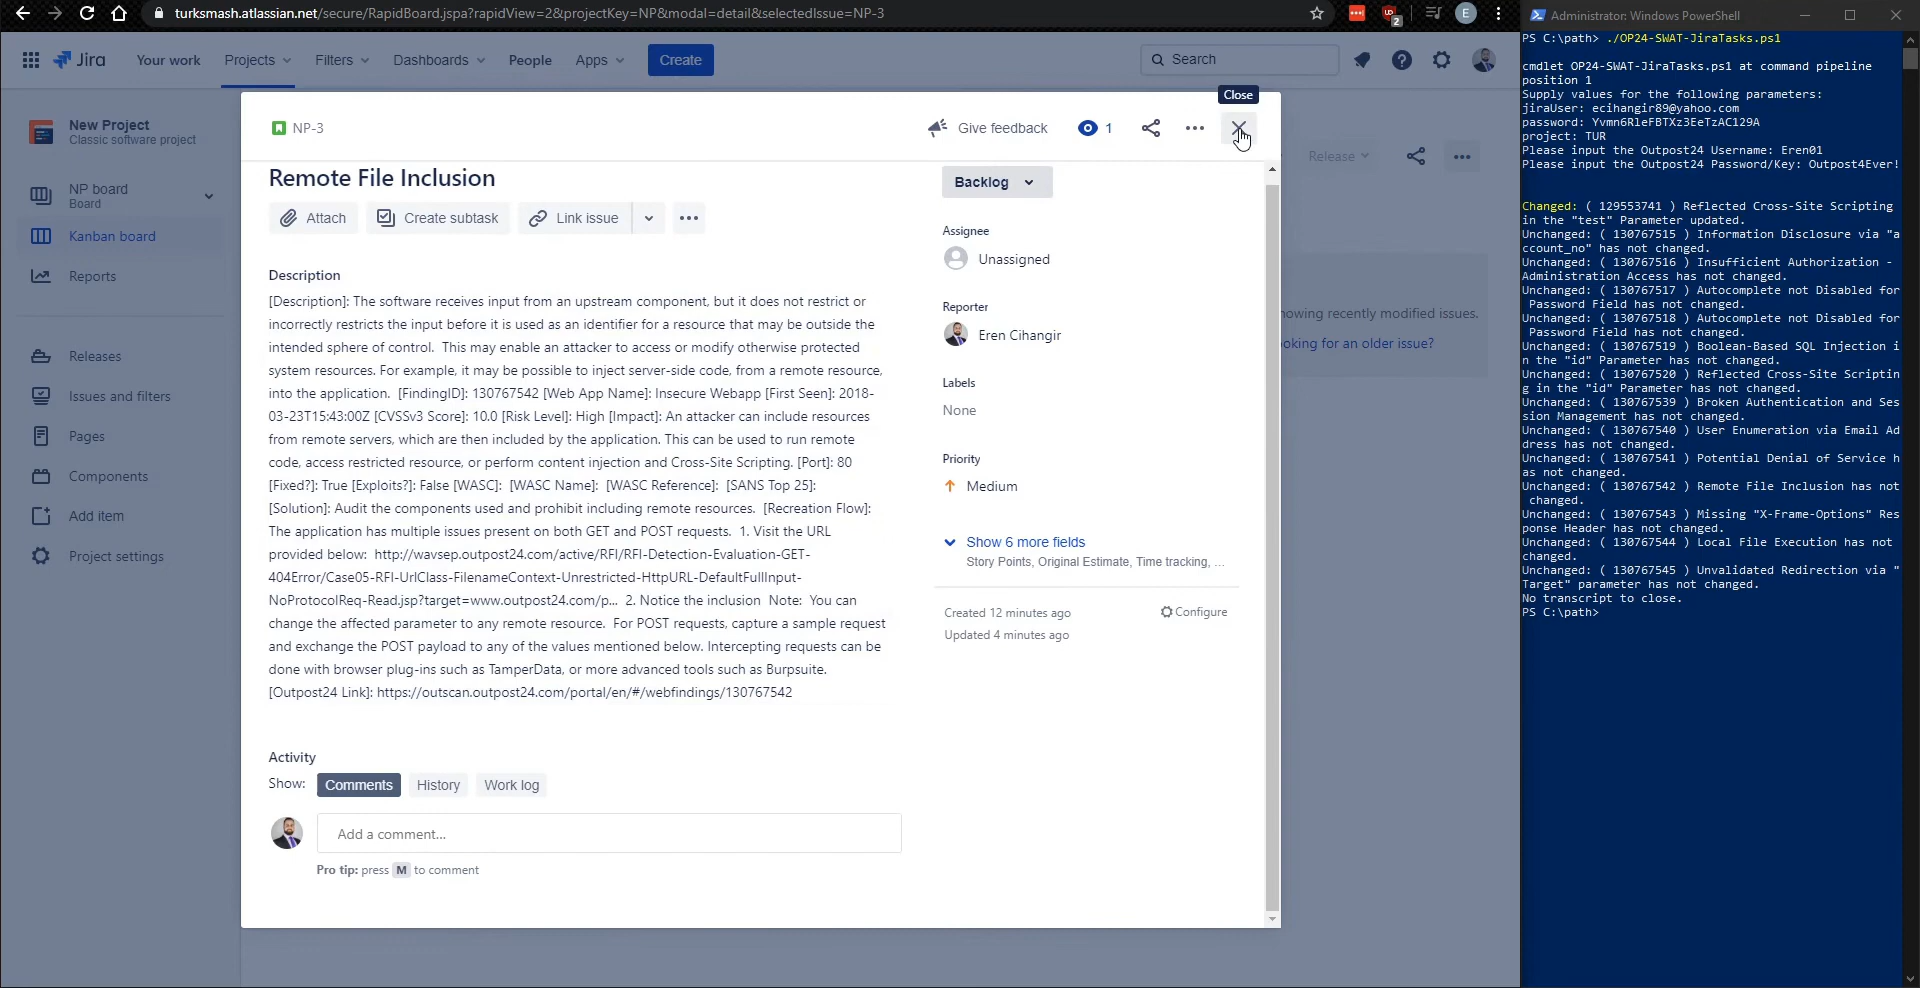 turksmash.atlassian.net/secure/RapidBoard.jspa?rapidView=2&projectKey=NP&modal=detail&selectedIssue=NP-3
2
E
Jira
Your work
Projects
Filters
Dashboards
People
Apps
Create
Search
Close
New Project
Classic software project
NP board
Board
Kanban board
Reports
Releases
Issues and filters
Pages
Components
Add item
Project settings
NP-3
Give feedback
1
Remote File Inclusion
Attach
Create subtask
Link issue
Description
[Description]: The software receives input from an upstream component, but it does not restrict or
incorrectly restricts the input before it is used as an identifier for a resource that may be outside the
intended sphere of control.  This may enable an attacker to access or modify otherwise protected
system resources. For example, it may be possible to inject server-side code, from a remote resource,
into the application.  [FindingID]: 130767542 [Web App Name]: Insecure Webapp [First Seen]: 2018-
03-23T15:43:00Z [CVSSv3 Score]: 10.0 [Risk Level]: High [Impact]: An attacker can include resources
from remote servers, which are then included by the application. This can be used to run remote
code, access restricted resource, or perform content injection and Cross-Site Scripting. [Port]: 80
[Fixed?]: True [Exploits?]: False [WASC]:  [WASC Name]:  [WASC Reference]:  [SANS Top 25]:
[Solution]: Audit the components used and prohibit including remote resources.  [Recreation Flow]:
The application has multiple issues present on both GET and POST requests.  1. Visit the URL
provided below:  http://wavsep.outpost24.com/active/RFI/RFI-Detection-Evaluation-GET-
404Error/Case05-RFI-UrlClass-FilenameContext-Unrestricted-HttpURL-DefaultFullInput-
NoProtocolReq-Read.jsp?target=www.outpost24.com/p...  2. Notice the inclusion  Note:  You can
change the affected parameter to any remote resource.  For POST requests, capture a sample request
and exchange the POST payload to any of the values mentioned below. Intercepting requests can be
done with browser plug-ins such as TamperData, or more advanced tools such as Burpsuite.
[Outpost24 Link]: https://outscan.outpost24.com/portal/en/#/webfindings/130767542
Activity
Show:
Comments
History
Work log
Add a comment...
Pro tip: press M to comment
Backlog
Assignee
Unassigned
Reporter
Eren Cihangir
Labels
None
Priority
Medium
Show 6 more fields
Story Points, Original Estimate, Time tracking, ...
Created 12 minutes ago
Configure
Updated 4 minutes ago
Release
howing recently modified issues.
oking for an older issue?
Administrator: Windows PowerShell
PS C:\path> ./OP24-SWAT-JiraTasks.ps1
cmdlet OP24-SWAT-JiraTasks.ps1 at command pipeline
position 1
Supply values for the following parameters:
jiraUser: ecihangir89@yahoo.com
password: Yvmn6RleFBTXz3EeTzAC129A
project: TUR
Please input the Outpost24 Username: Eren01
Please input the Outpost24 Password/Key: Outpost4Ever!
Changed: ( 129553741 ) Reflected Cross-Site Scripting
in the "test" Parameter updated.
Unchanged: ( 130767515 ) Information Disclosure via "a
ccount_no" has not changed.
Unchanged: ( 130767516 ) Insufficient Authorization -
Administration Access has not changed.
Unchanged: ( 130767517 ) Autocomplete not Disabled for
Password Field has not changed.
Unchanged: ( 130767518 ) Autocomplete not Disabled for
Password Field has not changed.
Unchanged: ( 130767519 ) Boolean-Based SQL Injection i
n the "id" Parameter has not changed.
Unchanged: ( 130767520 ) Reflected Cross-Site Scriptin
g in the "id" Parameter has not changed.
Unchanged: ( 130767539 ) Broken Authentication and Ses
sion Management has not changed.
Unchanged: ( 130767540 ) User Enumeration via Email Ad
dress has not changed.
Unchanged: ( 130767541 ) Potential Denial of Service h
as not changed.
Unchanged: ( 130767542 ) Remote File Inclusion has not
changed.
Unchanged: ( 130767543 ) Missing "X-Frame-Options" Res
ponse Header has not changed.
Unchanged: ( 130767544 ) Local File Execution has not
changed.
Unchanged: ( 130767545 ) Unvalidated Redirection via "
Target" parameter has not changed.
No transcript to close.
PS C:\path>